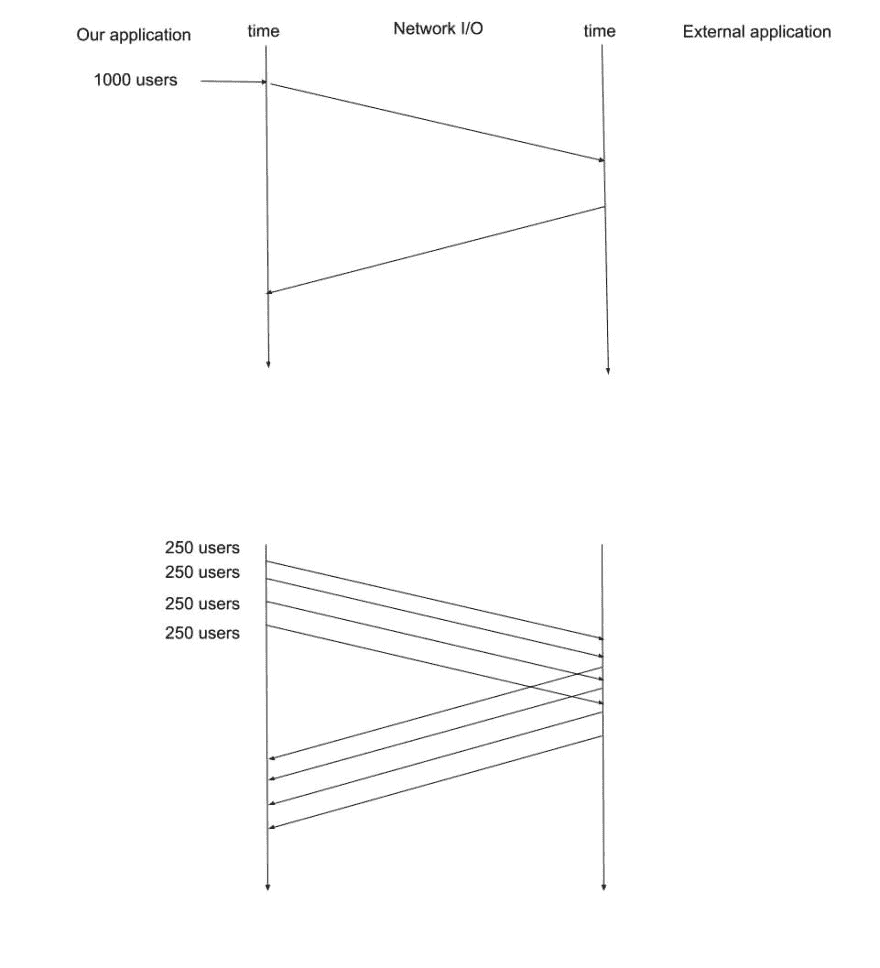 Our application
time
Network I/O
time
External application
1000 users
250 users
250 users
250 users
250 users